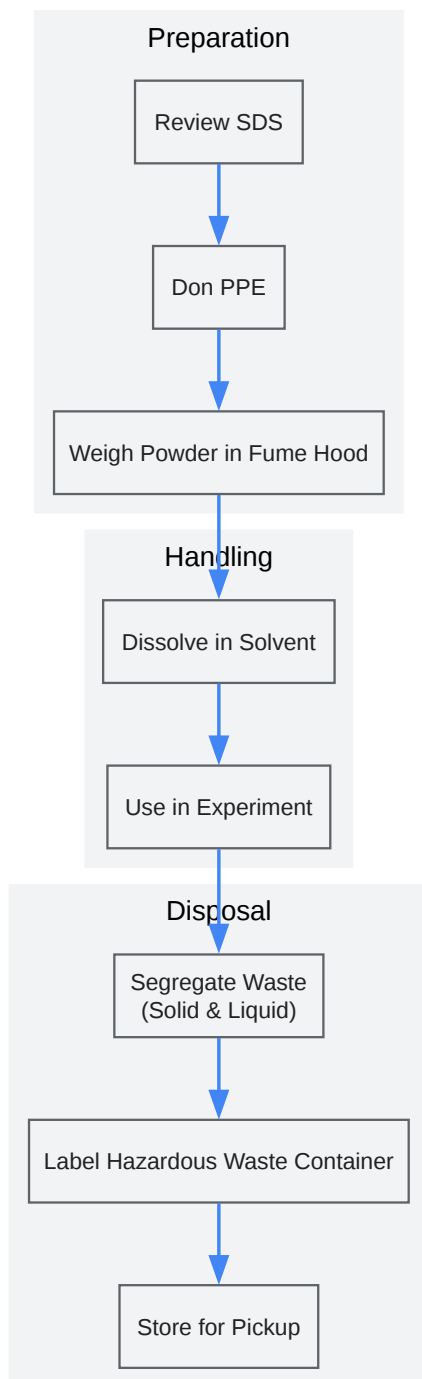 Preparation
Review SDS
Don PPE
Weigh Powder in Fume Hood
Handling
Dissolve in Solvent
Use in Experiment
Disposal
Segregate Waste
(Solid & Liquid)
Label Hazardous Waste Container
Store for Pickup